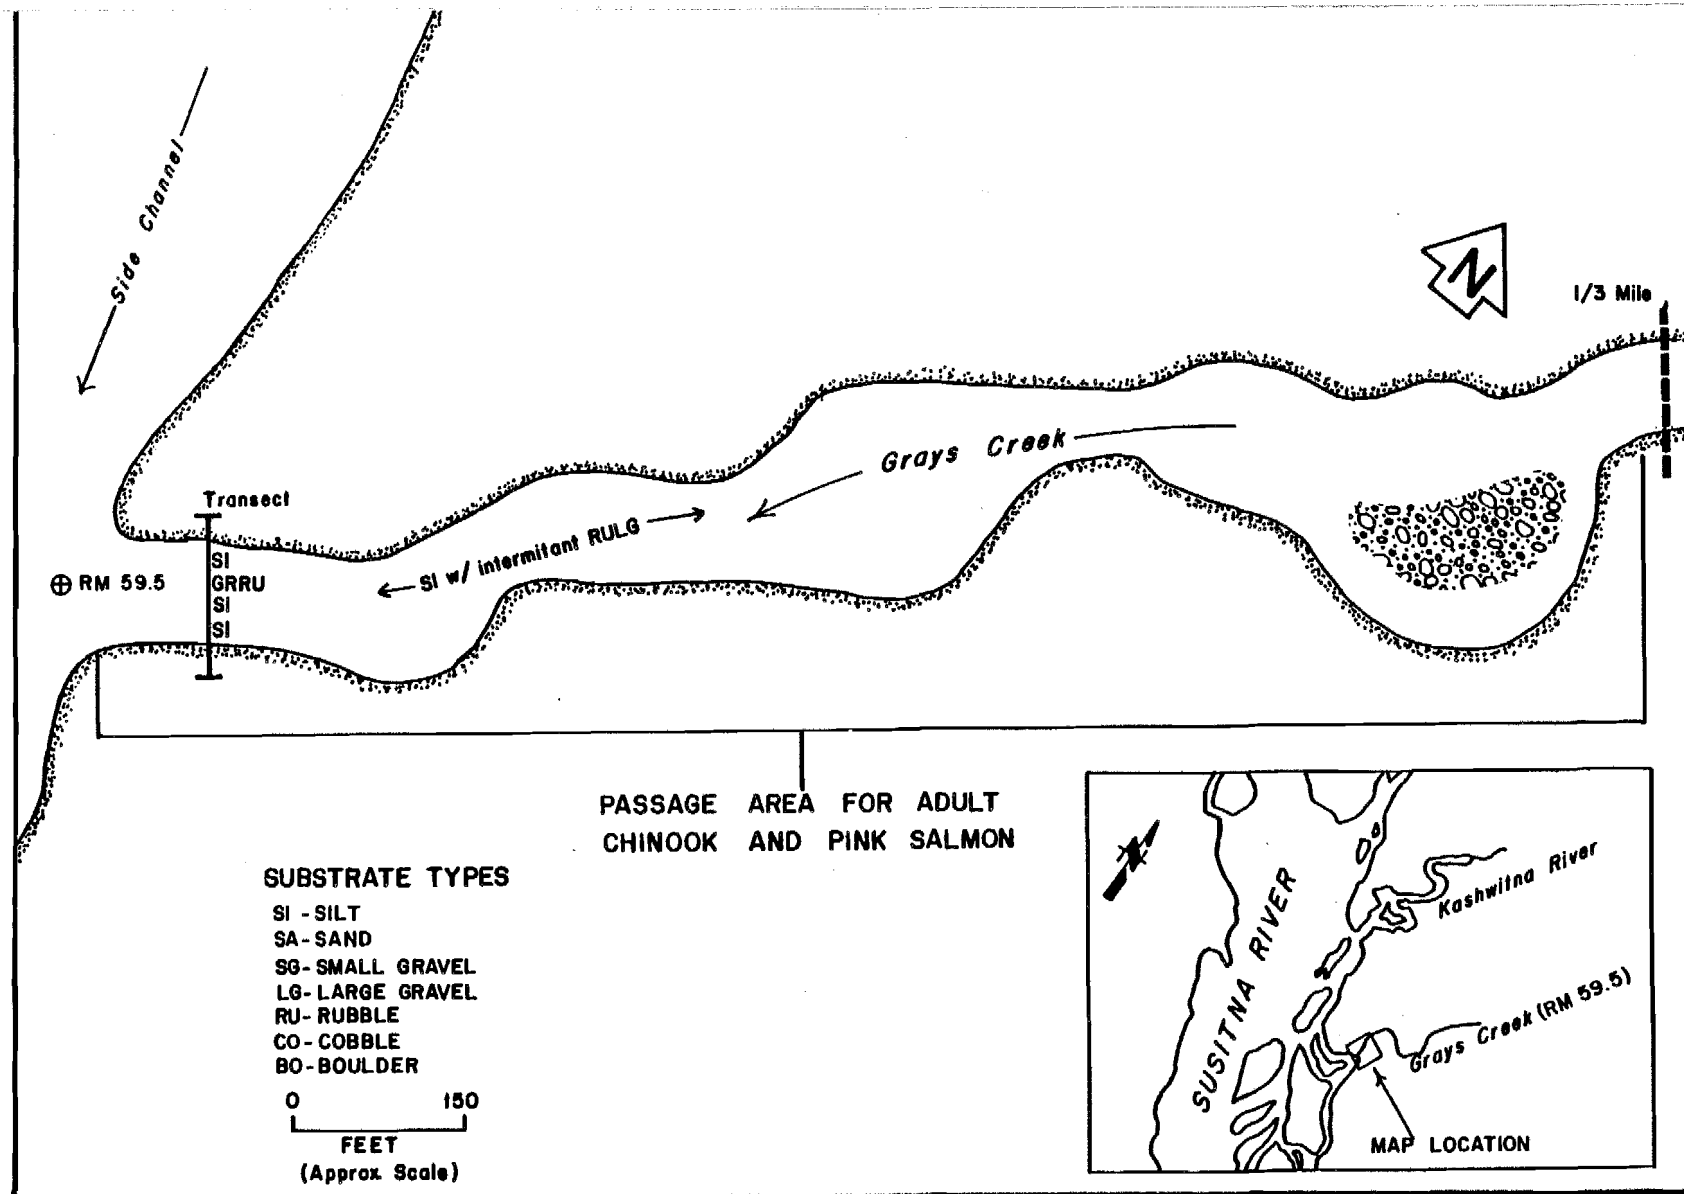 Side Channel
N
1/3 Mile
Grays Creek
Transect
SI w/ intermitant RULG
SI
⊕ RM 59.5
GRRU
SI
SI
PASSAGE AREA FOR ADULT
CHINOOK AND PINK SALMON
SUBSTRATE TYPES
SI - SILT
SA - SAND
SG - SMALL GRAVEL
LG - LARGE GRAVEL
RU - RUBBLE
CO - COBBLE
BO - BOULDER
0 150
FEET
(Approx Scale)
N
Kashwitna River
SUSITNA RIVER
Grays Creek (RM 59.5)
MAP LOCATION